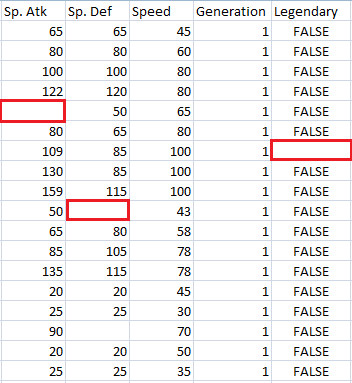 Sp. Atk Sp. Def Speed Generation Legendary
65 65 45 1 FALSE
80 80 60 1 FALSE
100 100 80 1 FALSE
122 120 80 1 FALSE
50 65 1 FALSE
80 65 80 1 FALSE
109 85 100 1
130 85 100 1 FALSE
159 115 100 1 FALSE
50 43 1 FALSE
65 80 58 1 FALSE
85 105 78 1 FALSE
135 115 78 1 FALSE
20 20 45 1 FALSE
25 25 30 1 FALSE
90 70 1 FALSE
20 20 50 1 FALSE
25 25 35 1 FALSE